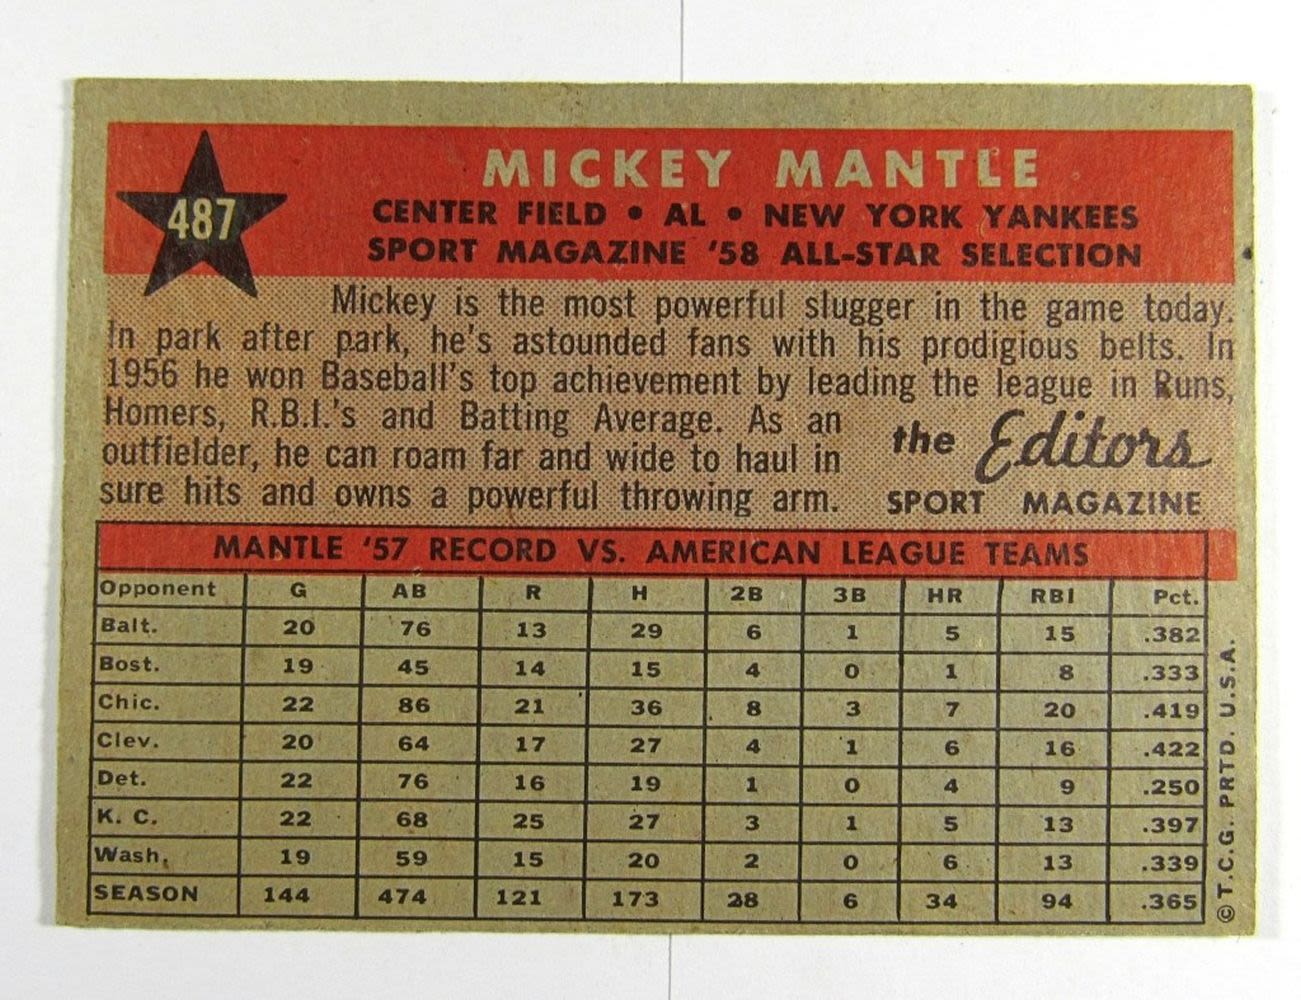 487
MICKEY MANTLE
CENTER FIELD • AL • NEW YORK YANKEES
SPORT MAGAZINE '58 ALL-STAR SELECTION
Mickey is the most powerful slugger in the game today.
In park after park, he's astounded fans with his prodigious belts. In
1956 he won Baseball's top achievement by leading the league in Runs,
Homers, R.B.I.'s and Batting Average. As an
outfielder, he can roam far and wide to haul in
sure hits and owns a powerful throwing arm.
the Editors
SPORT MAGAZINE
MANTLE '57 RECORD VS. AMERICAN LEAGUE TEAMS
Opponent G AB R H 2B 3B HR RBI Pct.
Balt. 20 76 13 29 6 1 5 15 .382
Bost. 19 45 14 15 4 0 1 8 .333
Chic. 22 86 21 36 8 3 7 20 .419
Clev. 20 64 17 27 4 1 6 16 .422
Det. 22 76 16 19 1 0 4 9 .250
K. C. 22 68 25 27 3 1 5 13 .397
Wash. 19 59 15 20 2 0 6 13 .339
SEASON 144 474 121 173 28 6 34 94 .365
© T.C.G. PRTD. U.S.A.